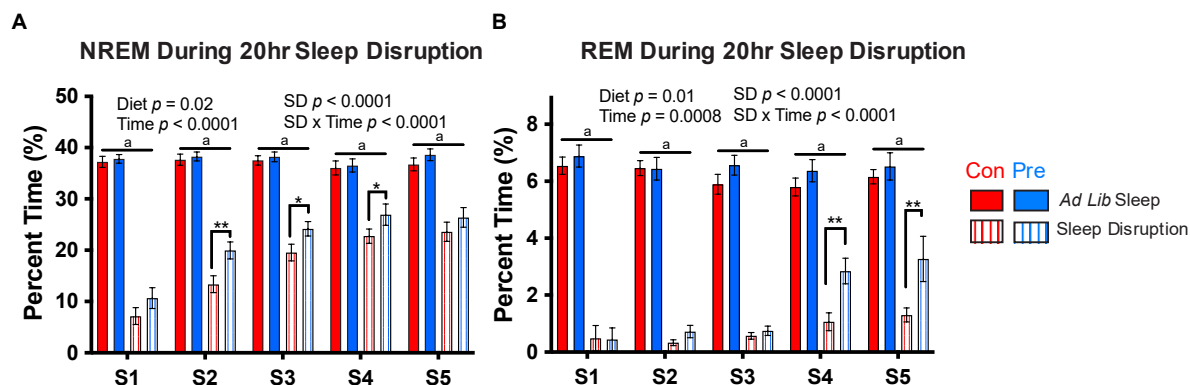 A
NREM During 20hr Sleep Disruption
Percent Time (%)
50
40
30
20
10
0
Diet p = 0.02
Time p < 0.0001
SD p < 0.0001
SD x Time p < 0.0001
a
a
a
a
a
**
*
*
S1
S2
S3
S4
S5
B
REM During 20hr Sleep Disruption
Percent Time (%)
8
6
4
2
0
Diet p = 0.01
Time p = 0.0008
SD p < 0.0001
SD x Time p < 0.0001
a
a
a
a
a
**
**
S1
S2
S3
S4
S5
Con Pre
Ad Lib Sleep
Sleep Disruption